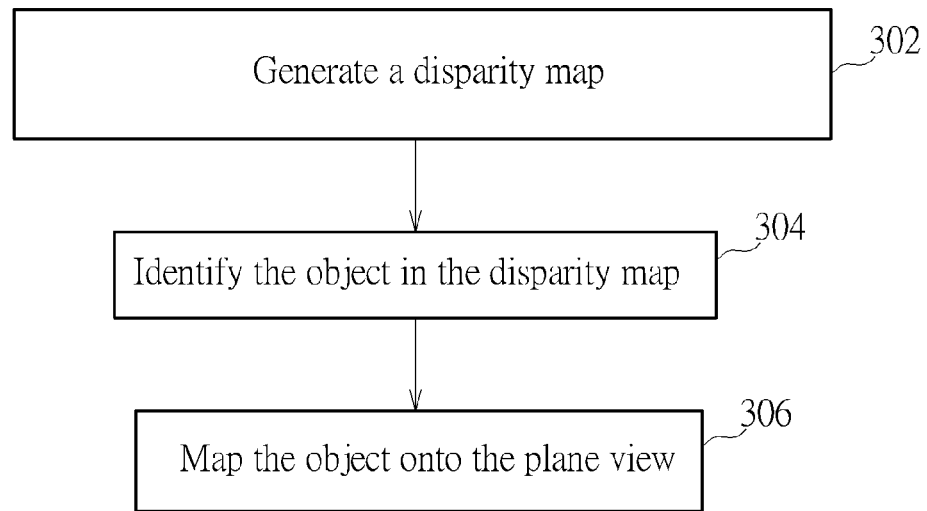 302
Generate a disparity map
304
Identify the object in the disparity map
306
Map the object onto the plane view